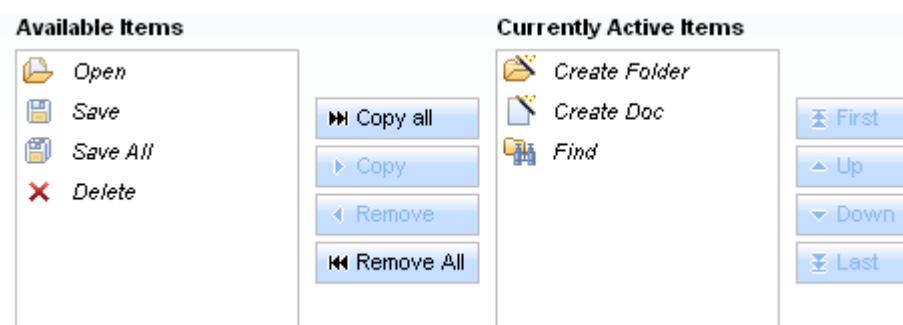 Available Items
Open
Save
Save All
Delete
Copy all
Copy
Remove
Remove All
Currently Active Items
Create Folder
Create Doc
Find
First
Up
Down
Last